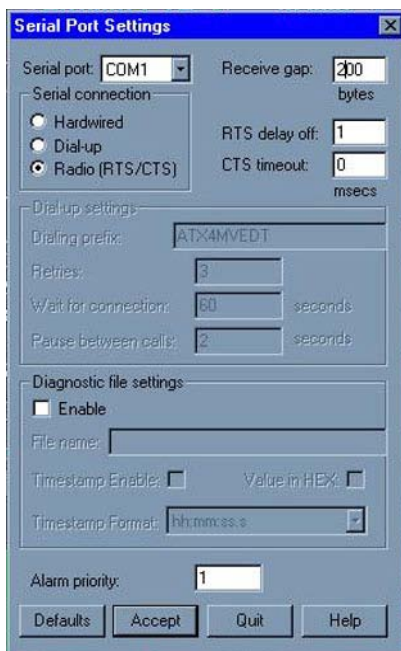 Serial Port Settings
Serial port: COM1 Receive gap: 200
bytes
Serial connection
Hardwired
Dial-up RTS delay off: 1
Radio (RTS/CTS) CTS timeout: 0
msecs
Dial-up settings
Dialing prefix: ATX4MVEDT
Retries: 3
Wait for connection: 60 seconds
Pause between calls: 2 seconds
Diagnostic file settings
Enable
File name:
Timestamp Enable: Value in HEX:
Timestamp Format: hh:mm:ss.s
Alarm priority: 1
Defaults Accept Quit Help